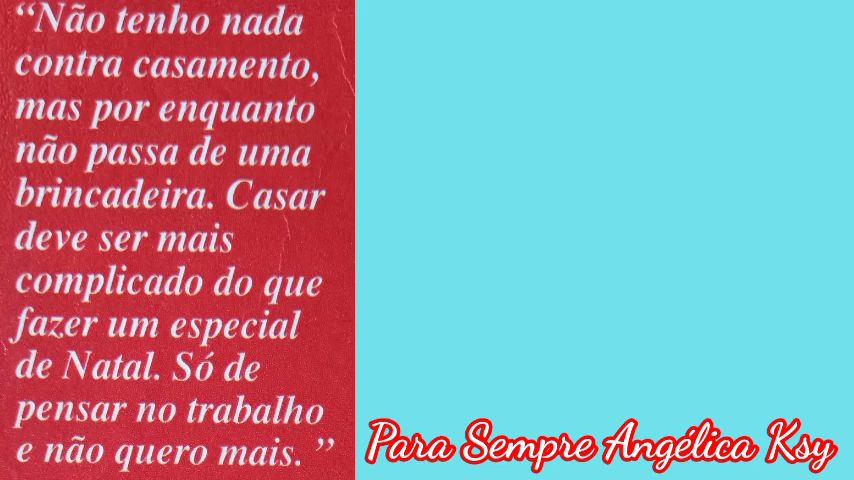 “Não tenho nada
contra casamento,
mas por enquanto
não passa de uma
brincadeira. Casar
deve ser mais
complicado do que
fazer um especial
de Natal. Só de
pensar no trabalho
e não quero mais.”
Para Sempre Angélica Ksy